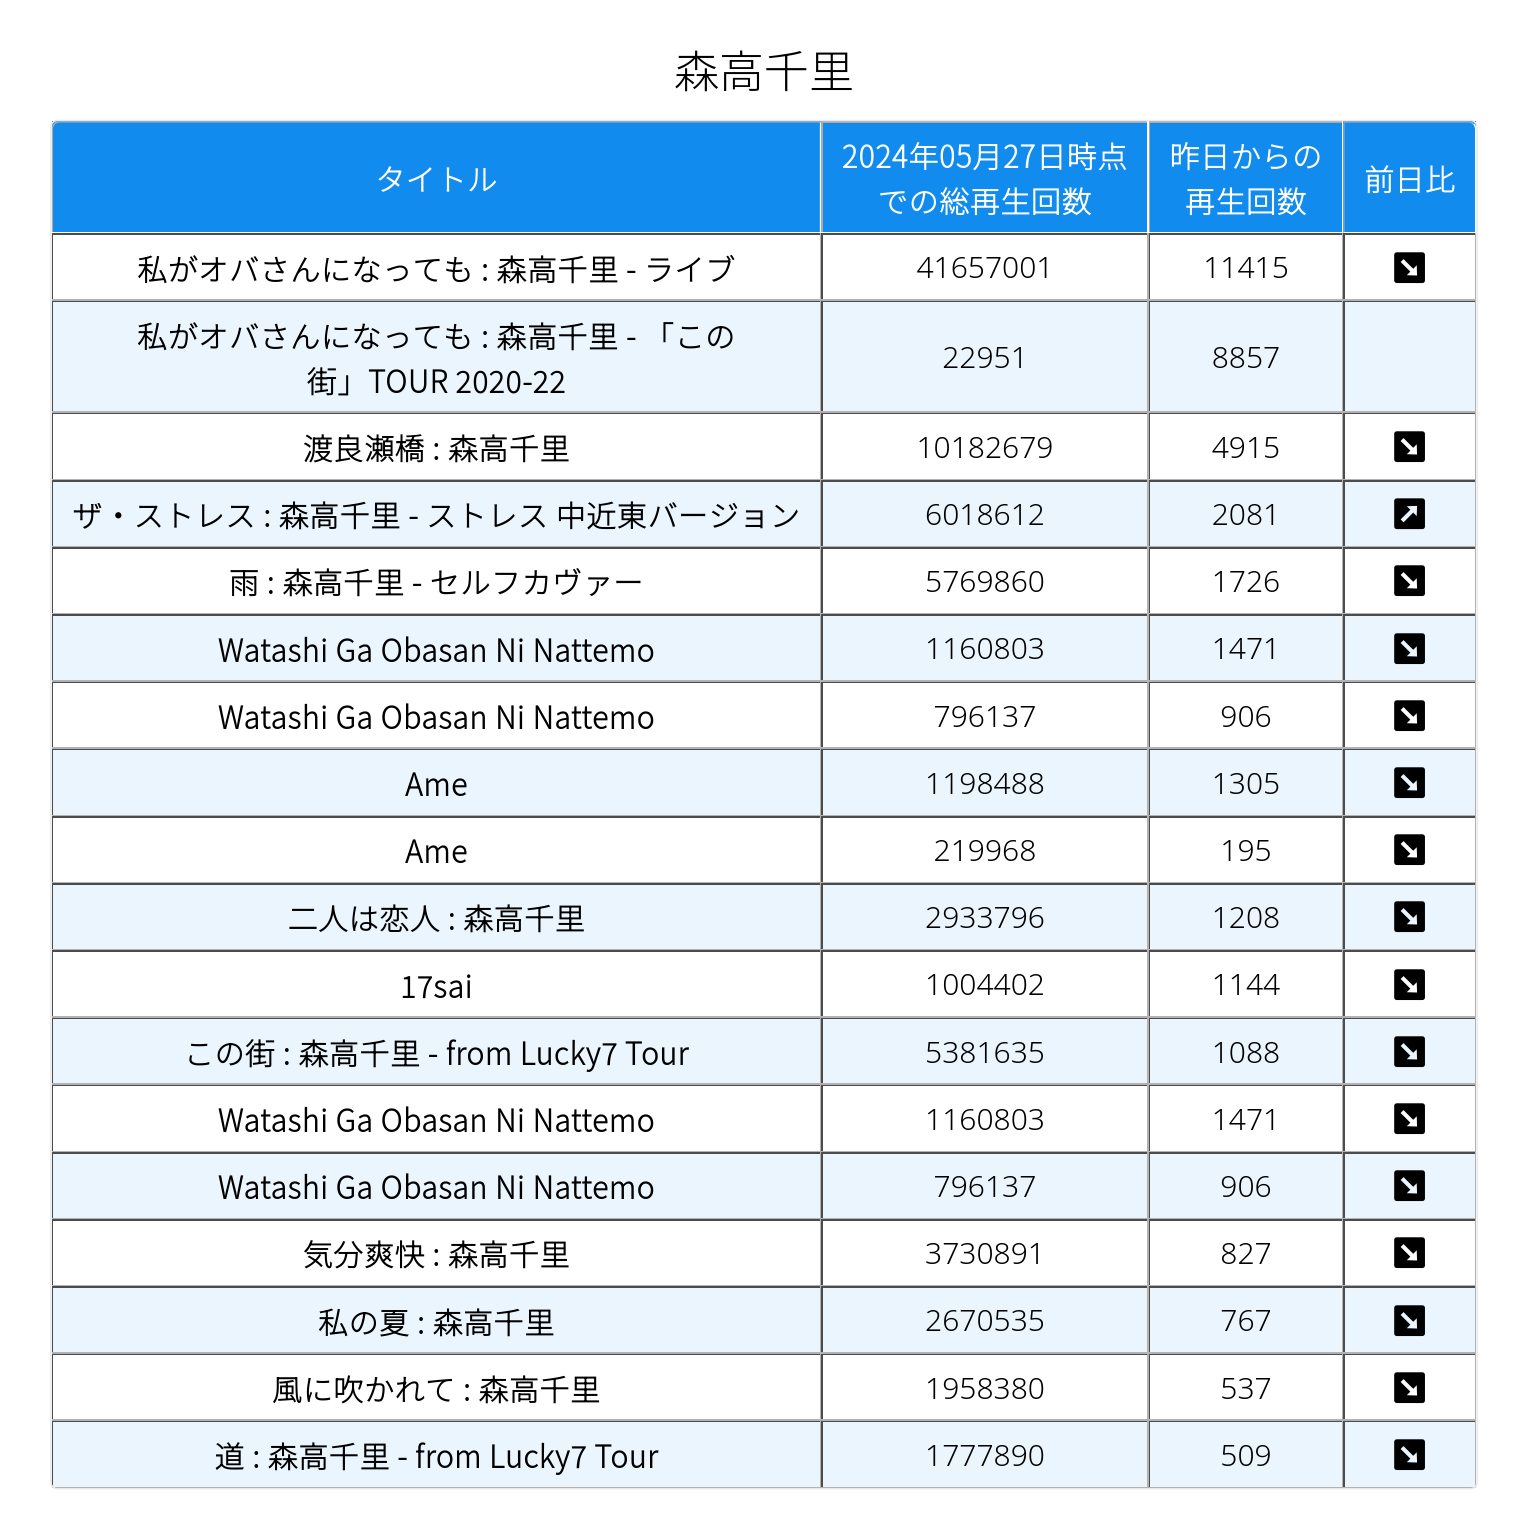 森高千里
タイトル
2024年05月27日時点
での総再生回数
昨日からの
再生回数
前日比
私がオバさんになっても : 森高千里 - ライブ 41657001 11415
私がオバさんになっても : 森高千里 - 「この
街」TOUR 2020-22 22951 8857
渡良瀬橋 : 森高千里 10182679 4915
ザ・ストレス : 森高千里 - ストレス 中近東バージョン 6018612 2081
雨 : 森高千里 - セルフカヴァー 5769860 1726
Watashi Ga Obasan Ni Nattemo 1160803 1471
Watashi Ga Obasan Ni Nattemo 796137 906
Ame 1198488 1305
Ame 219968 195
二人は恋人 : 森高千里 2933796 1208
17sai 1004402 1144
この街 : 森高千里 - from Lucky7 Tour 5381635 1088
Watashi Ga Obasan Ni Nattemo 1160803 1471
Watashi Ga Obasan Ni Nattemo 796137 906
気分爽快 : 森高千里 3730891 827
私の夏 : 森高千里 2670535 767
風に吹かれて : 森高千里 1958380 537
道 : 森高千里 - from Lucky7 Tour 1777890 509